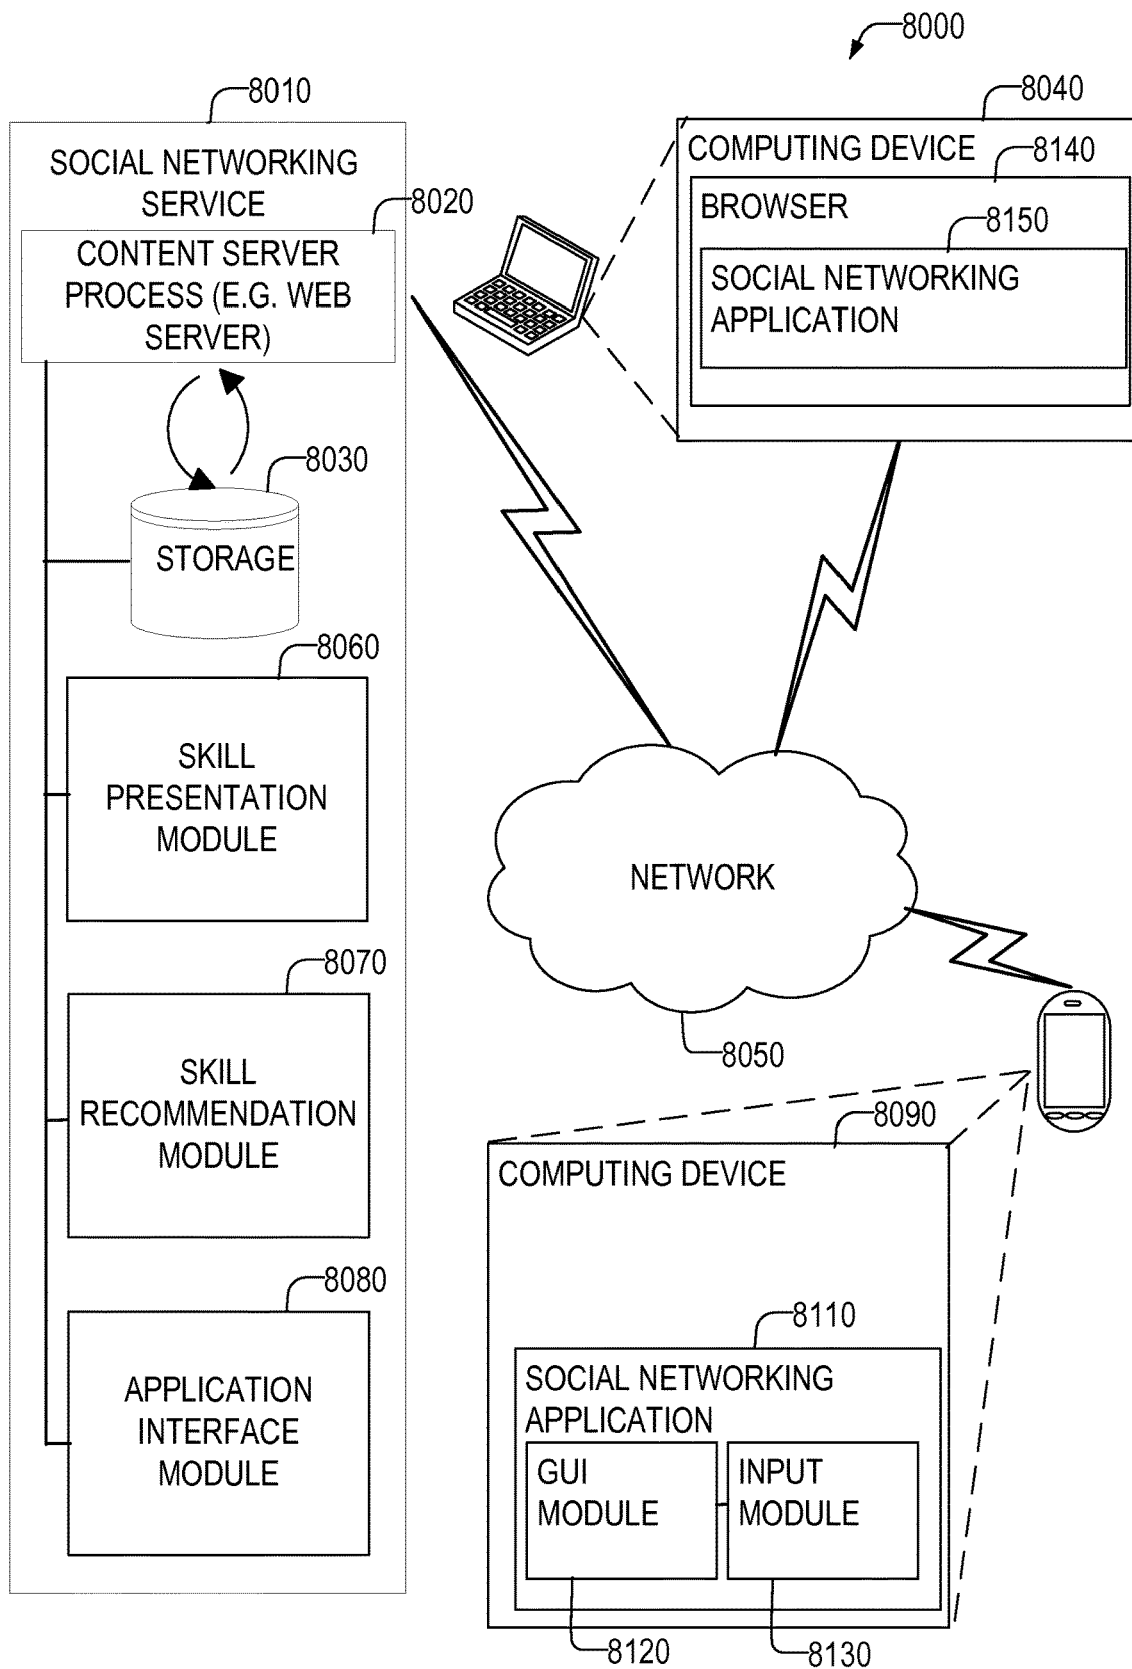 8000
8010
SOCIAL NETWORKING
SERVICE
8020
CONTENT SERVER
PROCESS (E.G. WEB
SERVER)
8030
STORAGE
8060
SKILL
PRESENTATION
MODULE
8070
SKILL
RECOMMENDATION
MODULE
8080
APPLICATION
INTERFACE
MODULE
8040
COMPUTING DEVICE
8140
BROWSER
8150
SOCIAL NETWORKING
APPLICATION
NETWORK
8050
8090
COMPUTING DEVICE
8110
SOCIAL NETWORKING
APPLICATION
GUI
MODULE
INPUT
MODULE
8120
8130